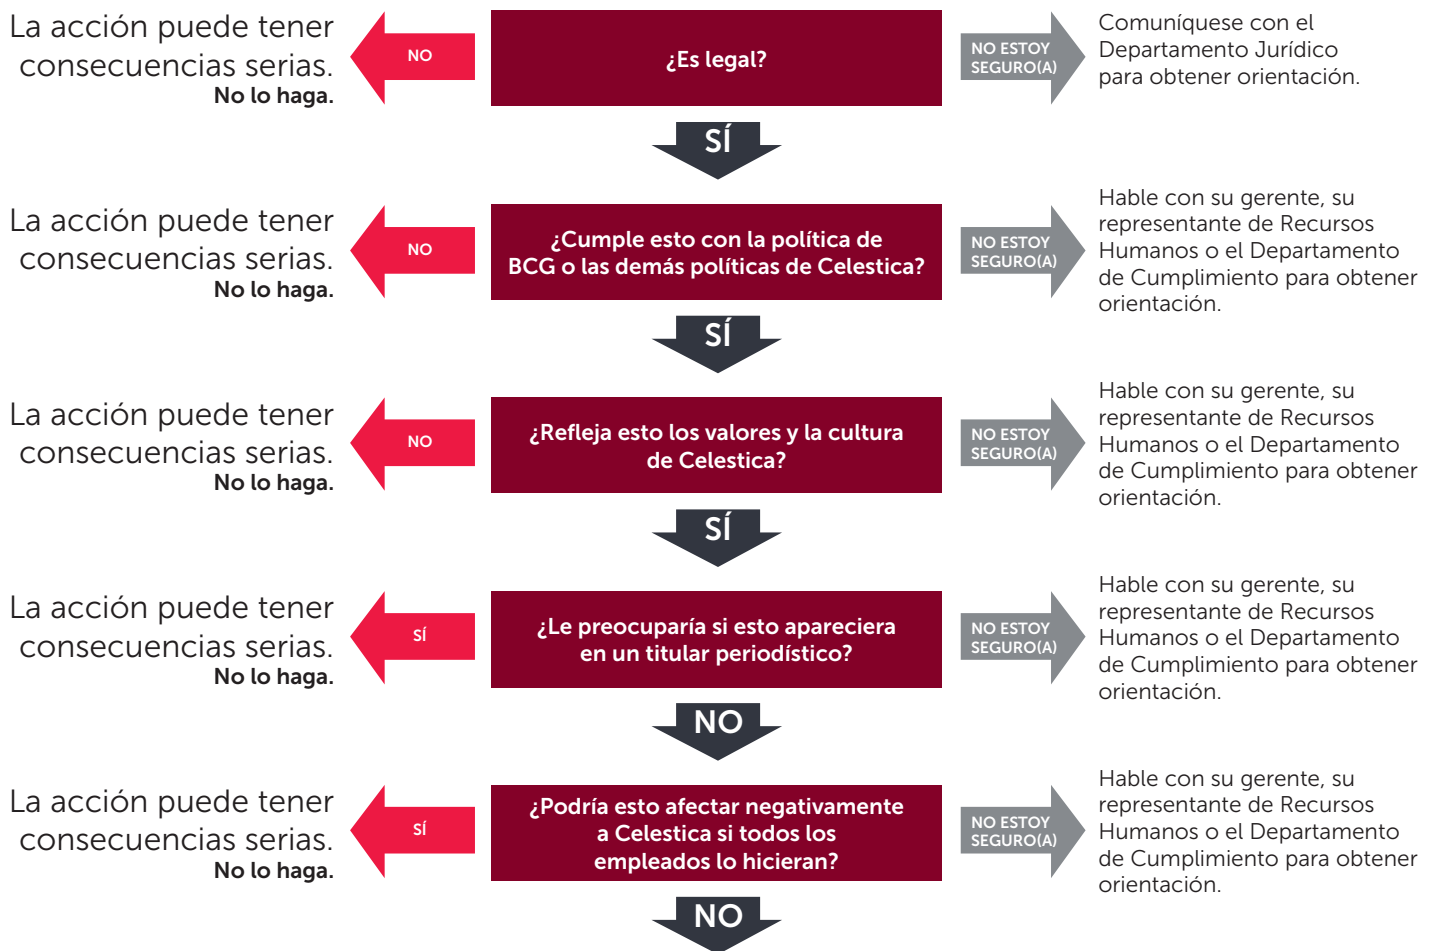 La acción puede tener
consecuencias serias.
No lo haga.
NO
¿Es legal?
NO ESTOY
SEGURO(A)
Comuníquese con el
Departamento Jurídico
para obtener orientación.
SÍ
La acción puede tener
consecuencias serias.
No lo haga.
NO
¿Cumple esto con la política de
BCG o las demás políticas de Celestica?
NO ESTOY
SEGURO(A)
Hable con su gerente, su
representante de Recursos
Humanos o el Departamento
de Cumplimiento para obtener
orientación.
SÍ
La acción puede tener
consecuencias serias.
No lo haga.
NO
¿Refleja esto los valores y la cultura
de Celestica?
NO ESTOY
SEGURO(A)
Hable con su gerente, su
representante de Recursos
Humanos o el Departamento
de Cumplimiento para obtener
orientación.
SÍ
La acción puede tener
consecuencias serias.
No lo haga.
SÍ
¿Le preocuparía si esto apareciera
en un titular periodístico?
NO ESTOY
SEGURO(A)
Hable con su gerente, su
representante de Recursos
Humanos o el Departamento
de Cumplimiento para obtener
orientación.
NO
La acción puede tener
consecuencias serias.
No lo haga.
SÍ
¿Podría esto afectar negativamente
a Celestica si todos los
empleados lo hicieran?
NO ESTOY
SEGURO(A)
Hable con su gerente, su
representante de Recursos
Humanos o el Departamento
de Cumplimiento para obtener
orientación.
NO